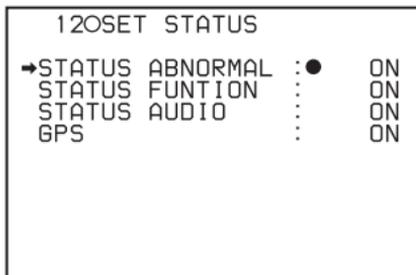 12OSET STATUS
➡STATUS ABNORMAL :● ON
STATUS FUNTION : ON
STATUS AUDIO : ON
GPS : ON